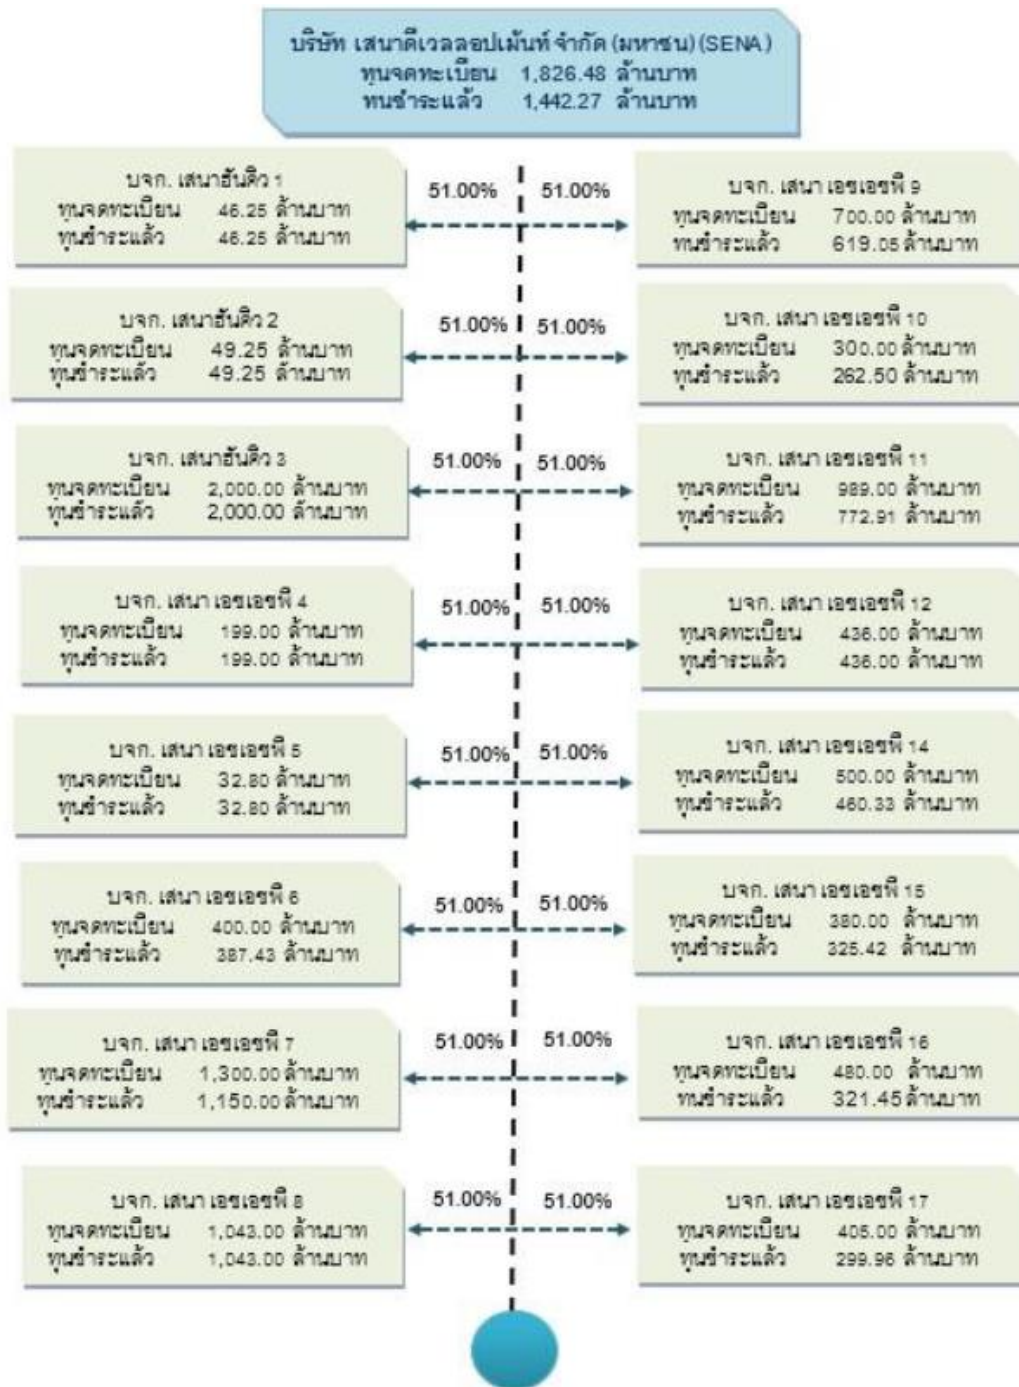 บริษัท เสนาดีเวลลอปเม้นท์ จำกัด (มหาชน) (SENA)
ทุนจดทะเบียน 1,826.48 ล้านบาท
ทุนชำระแล้ว 1,442.27 ล้านบาท
บจก. เสนาฮันคิว 1
ทุนจดทะเบียน 46.25 ล้านบาท
ทุนชำระแล้ว 46.25 ล้านบาท
51.00% 51.00%
บจก. เสนา เอชเอชพี 9
ทุนจดทะเบียน 700.00 ล้านบาท
ทุนชำระแล้ว 619.05 ล้านบาท
บจก. เสนาฮันคิว 2
ทุนจดทะเบียน 49.25 ล้านบาท
ทุนชำระแล้ว 49.25 ล้านบาท
51.00% 51.00%
บจก. เสนา เอชเอชพี 10
ทุนจดทะเบียน 300.00 ล้านบาท
ทุนชำระแล้ว 262.50 ล้านบาท
บจก. เสนาฮันคิว 3
ทุนจดทะเบียน 2,000.00 ล้านบาท
ทุนชำระแล้ว 2,000.00 ล้านบาท
51.00% 51.00%
บจก. เสนา เอชเอชพี 11
ทุนจดทะเบียน 989.00 ล้านบาท
ทุนชำระแล้ว 772.91 ล้านบาท
บจก. เสนา เอชเอชพี 4
ทุนจดทะเบียน 199.00 ล้านบาท
ทุนชำระแล้ว 199.00 ล้านบาท
51.00% 51.00%
บจก. เสนา เอชเอชพี 12
ทุนจดทะเบียน 436.00 ล้านบาท
ทุนชำระแล้ว 436.00 ล้านบาท
บจก. เสนา เอชเอชพี 5
ทุนจดทะเบียน 32.80 ล้านบาท
ทุนชำระแล้ว 32.80 ล้านบาท
51.00% 51.00%
บจก. เสนา เอชเอชพี 14
ทุนจดทะเบียน 500.00 ล้านบาท
ทุนชำระแล้ว 460.33 ล้านบาท
บจก. เสนา เอชเอชพี 6
ทุนจดทะเบียน 400.00 ล้านบาท
ทุนชำระแล้ว 387.43 ล้านบาท
51.00% 51.00%
บจก. เสนา เอชเอชพี 15
ทุนจดทะเบียน 380.00 ล้านบาท
ทุนชำระแล้ว 325.42 ล้านบาท
บจก. เสนา เอชเอชพี 7
ทุนจดทะเบียน 1,300.00 ล้านบาท
ทุนชำระแล้ว 1,150.00 ล้านบาท
51.00% 51.00%
บจก. เสนา เอชเอชพี 16
ทุนจดทะเบียน 480.00 ล้านบาท
ทุนชำระแล้ว 321.45 ล้านบาท
บจก. เสนา เอชเอชพี 8
ทุนจดทะเบียน 1,043.00 ล้านบาท
ทุนชำระแล้ว 1,043.00 ล้านบาท
51.00% 51.00%
บจก. เสนา เอชเอชพี 17
ทุนจดทะเบียน 405.00 ล้านบาท
ทุนชำระแล้ว 299.96 ล้านบาท